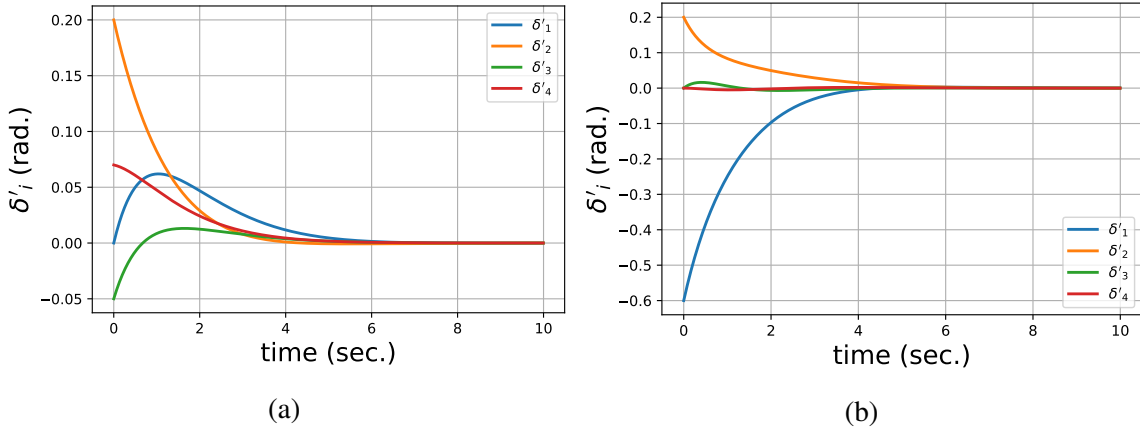 0.20
0.15
0.10
0.05
0.00
−0.05
δ'ᵢ (rad.)
δ'₁
δ'₂
δ'₃
δ'₄
0 2 4 6 8 10
time (sec.)
(a)
0.2
0.1
0.0
−0.1
−0.2
−0.3
−0.4
−0.5
−0.6
δ'ᵢ (rad.)
δ'₁
δ'₂
δ'₃
δ'₄
0 2 4 6 8 10
time (sec.)
(b)